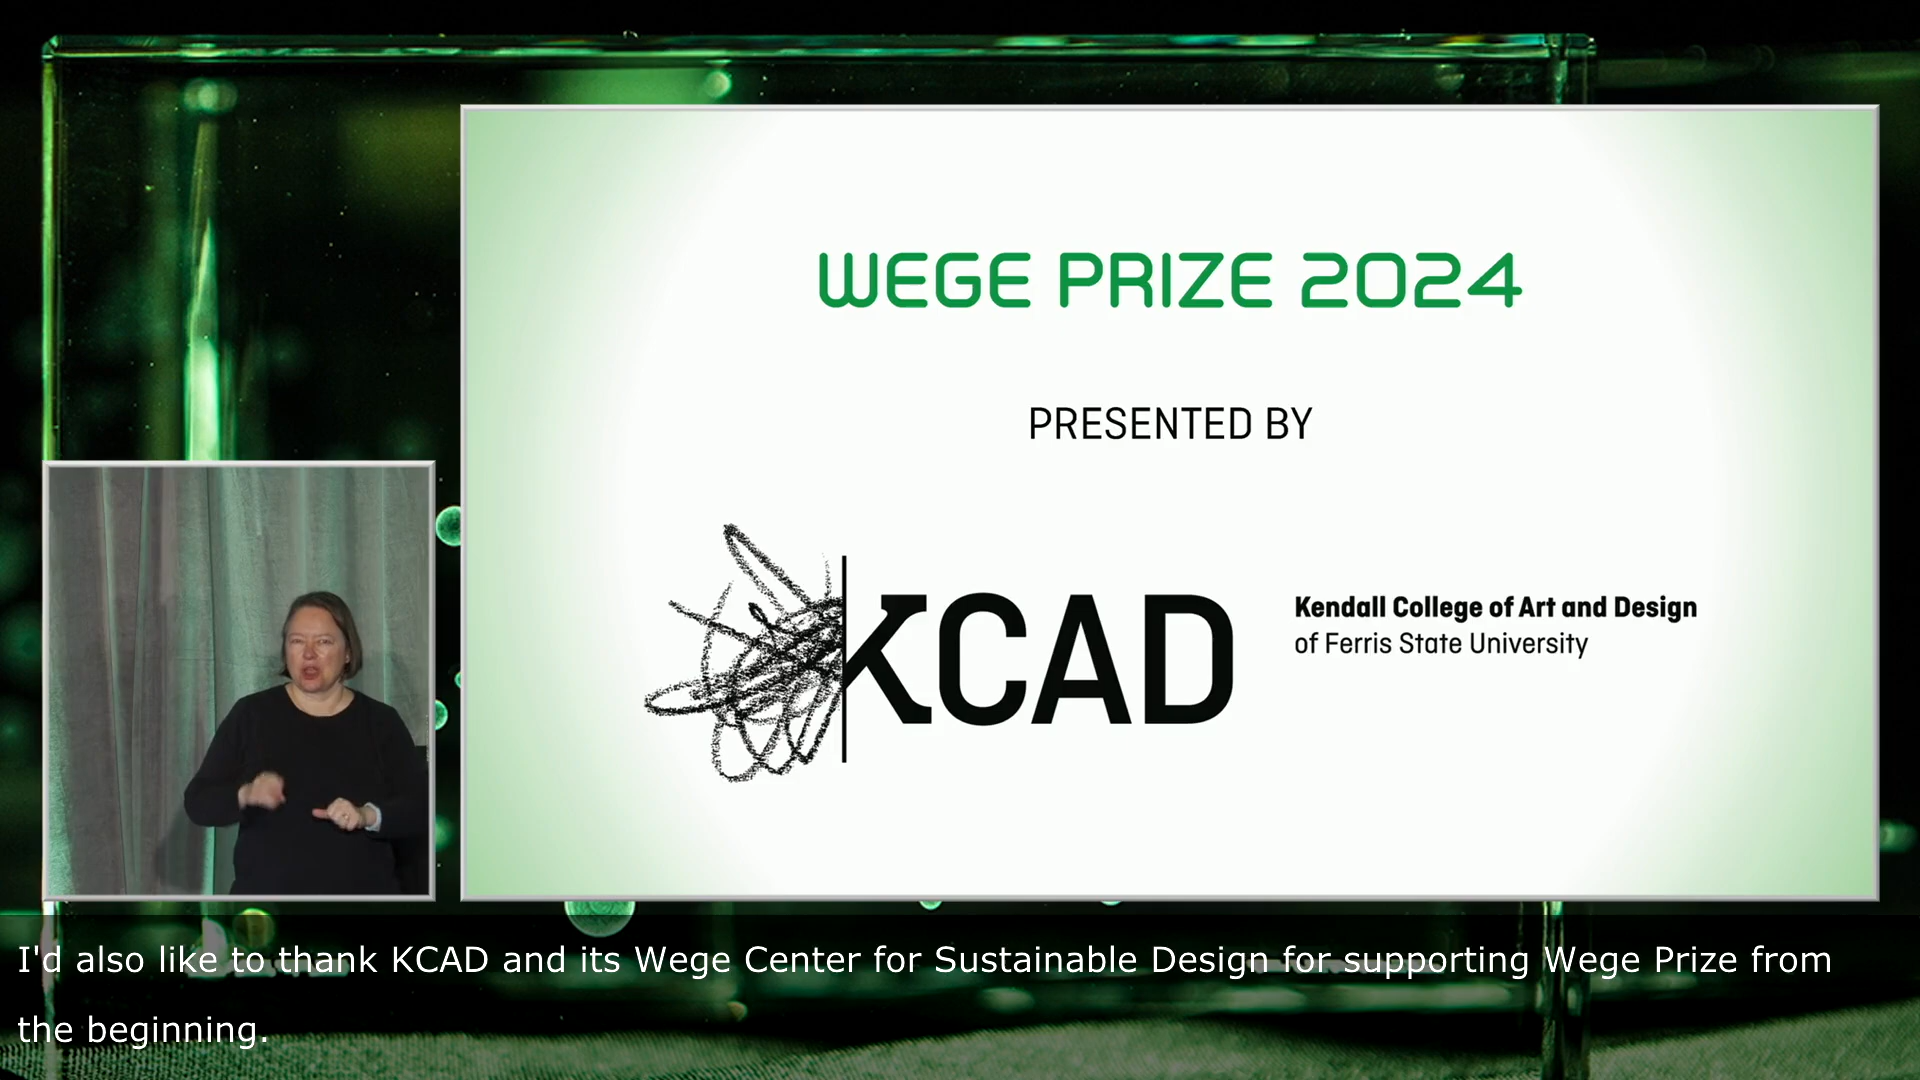 WEGE PRIZE 2024
PRESENTED BY
KCAD
Kendall College of Art and Design
of Ferris State University
I'd also like to thank KCAD and its Wege Center for Sustainable Design for supporting Wege Prize from
the beginning.